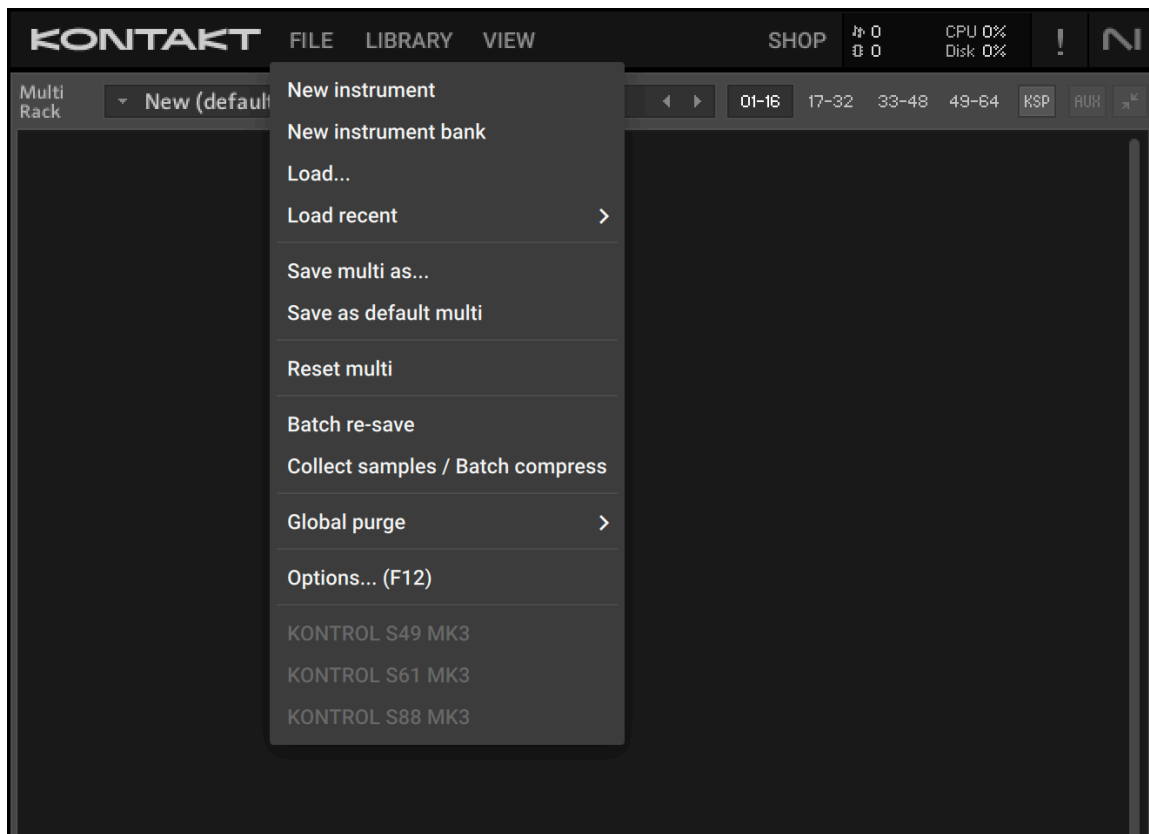 KONTAKT FILE LIBRARY VIEW SHOP 0 CPU 0% !
0 Disk 0%
Multi
Rack New (default 01-16 17-32 33-48 49-64 KSP AUX
New instrument
New instrument bank
Load...
Load recent
Save multi as...
Save as default multi
Reset multi
Batch re-save
Collect samples / Batch compress
Global purge
Options... (F12)
KONTROL S49 MK3
KONTROL S61 MK3
KONTROL S88 MK3